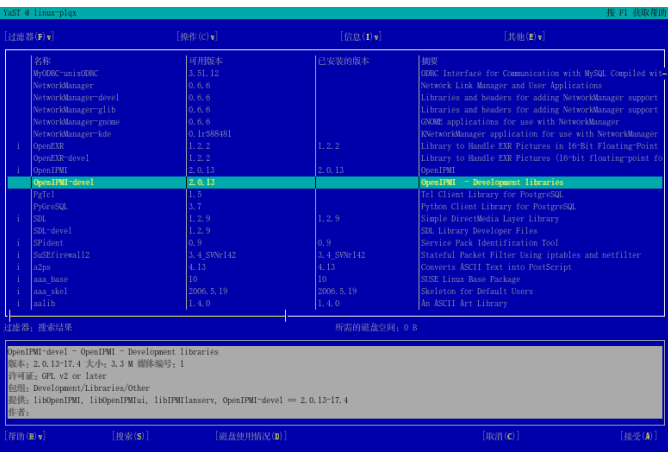 YaST @ linux-plqx 按 F1 获取帮助
[过滤器(F)▾] [操作(C)▾] [信息(I)▾] [其他(E)▾]
名称 可用版本 已安装的版本 摘要
MyODBC-unixODBC 3.51.12 ODBC Interface for Communication with MySQL Compiled wit
NetworkManager 0.6.6 Network Link Manager and User Applications
NetworkManager-devel 0.6.6 Libraries and headers for adding NetworkManager support
NetworkManager-glib 0.6.6 Libraries and headers for adding NetworkManager support
NetworkManager-gnome 0.6.6 GNOME applications for use with NetworkManager
NetworkManager-kde 0.1r588481 KNetworkManager application for use with NetworkManager
i OpenEXR 1.2.2 1.2.2 Library to Handle EXR Pictures in 16-Bit Floating-Point
OpenEXR-devel 1.2.2 Library to Handle EXR Pictures (16-bit floating-point fo
i OpenIPMI 2.0.13 2.0.13 OpenIPMI
OpenIPMI-devel 2.0.13 OpenIPMI - Development libraries
PgTcl 1.5 Tcl Client Library for PostgreSQL
PyGreSQL 3.7 Python Client Library for PostgreSQL
i SDL 1.2.9 1.2.9 Simple DirectMedia Layer Library
SDL-devel 1.2.9 SDL Library Developer Files
i SPident 0.9 0.9 Service Pack Identification Tool
i SuSEfirewall2 3.4_SVNr142 3.4_SVNr142 Stateful Packet Filter Using iptables and netfilter
i a2ps 4.13 4.13 Converts ASCII Text into PostScript
i aaa_base 10 10 SUSE Linux Base Package
i aaa_skel 2006.5.19 2006.5.19 Skeleton for Default Users
i aalib 1.4.0 1.4.0 An ASCII Art Library
过滤器: 搜索结果 所需的磁盘空间: 0 B
OpenIPMI-devel - OpenIPMI - Development libraries
版本: 2.0.13-17.4 大小: 3.3 M 媒体编号: 1
许可证: GPL v2 or later
包组: Development/Libraries/Other
提供: libOpenIPMI, libOpenIPMIui, libIPMIlanserv, OpenIPMI-devel == 2.0.13-17.4
作者:
[帮助(H)▾] [搜索(S)] [磁盘使用情况(D)] [取消(C)] [接受(A)]